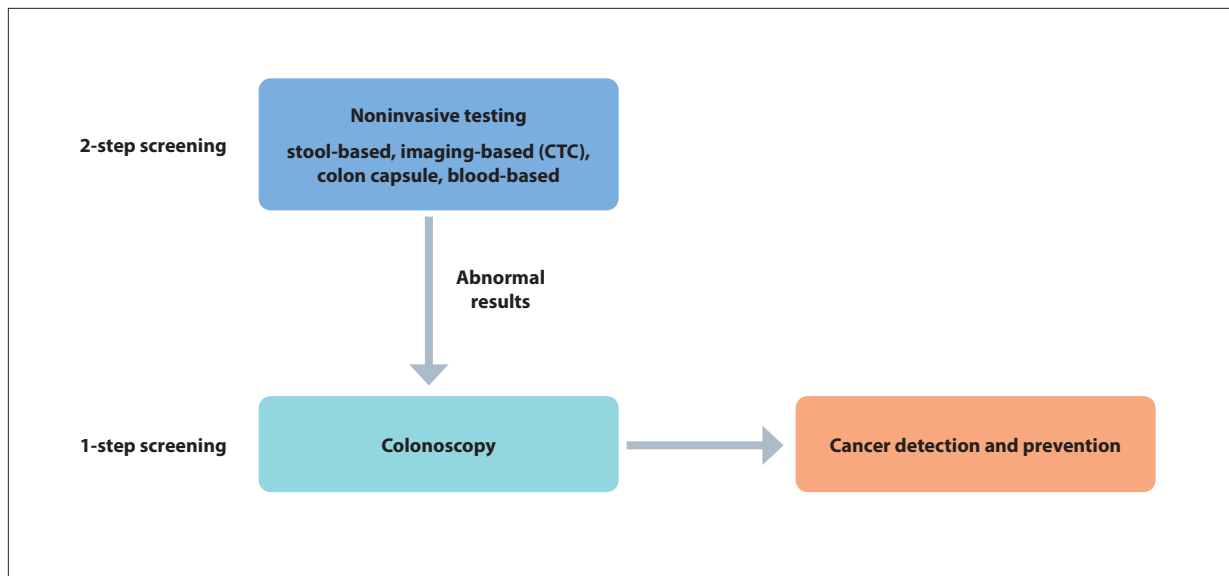 2-step screening
Noninvasive testing
stool-based, imaging-based (CTC),
colon capsule, blood-based
Abnormal
results
1-step screening
Colonoscopy
Cancer detection and prevention